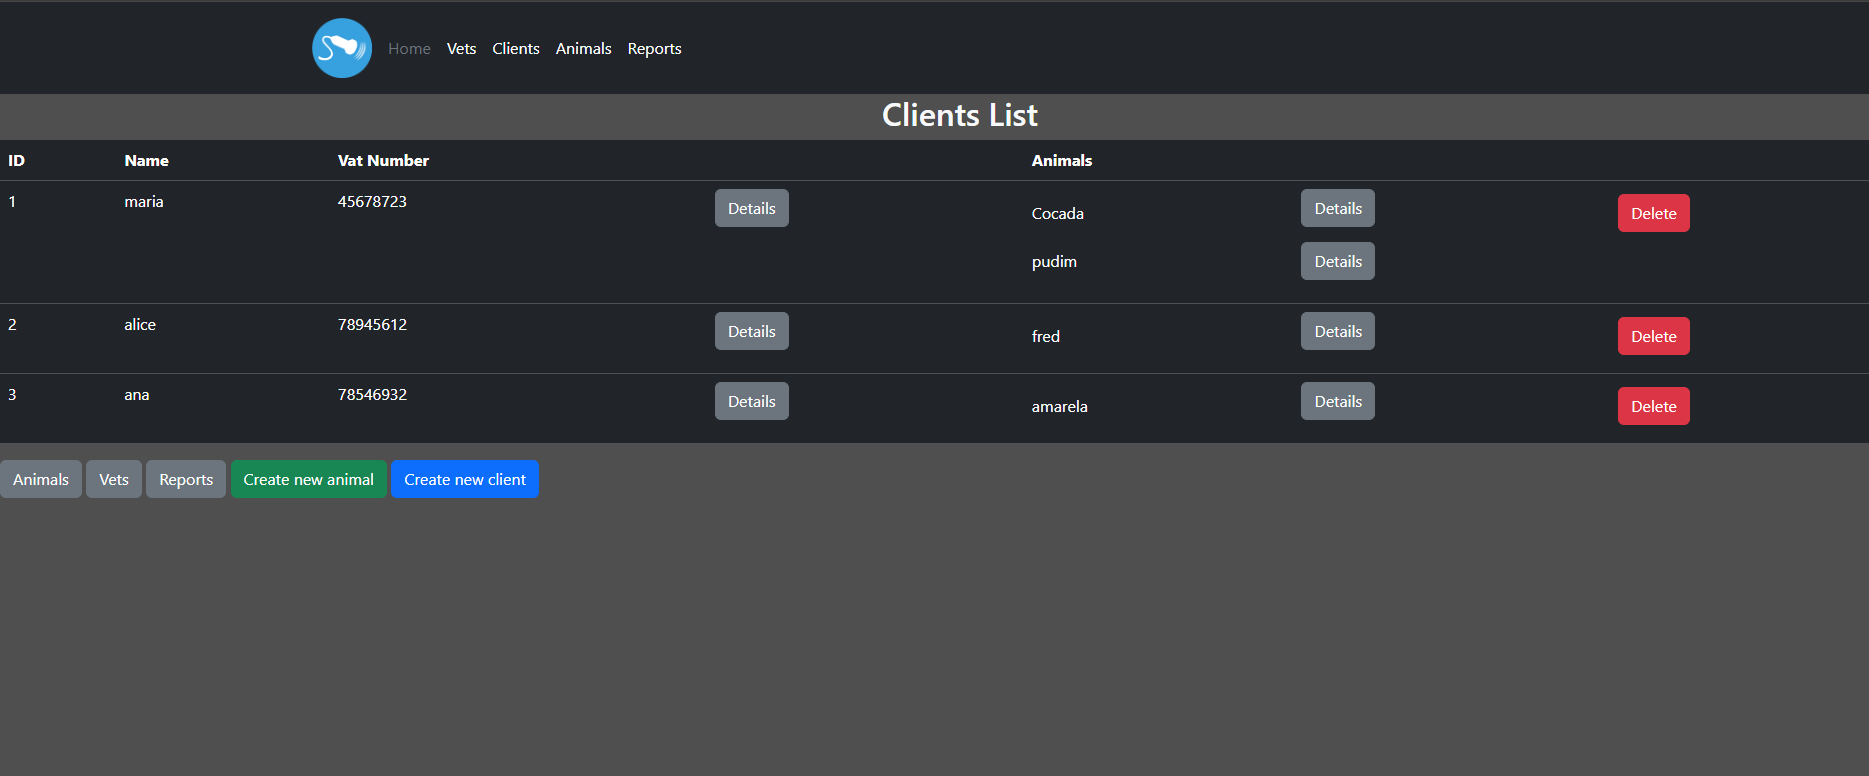 Home Vets Clients Animals Reports
Clients List
ID Name Vat Number Animals
1 maria 45678723 Details Cocada Details Delete
pudim Details
2 alice 78945612 Details fred Details Delete
3 ana 78546932 Details amarela Details Delete
Animals Vets Reports Create new animal Create new client